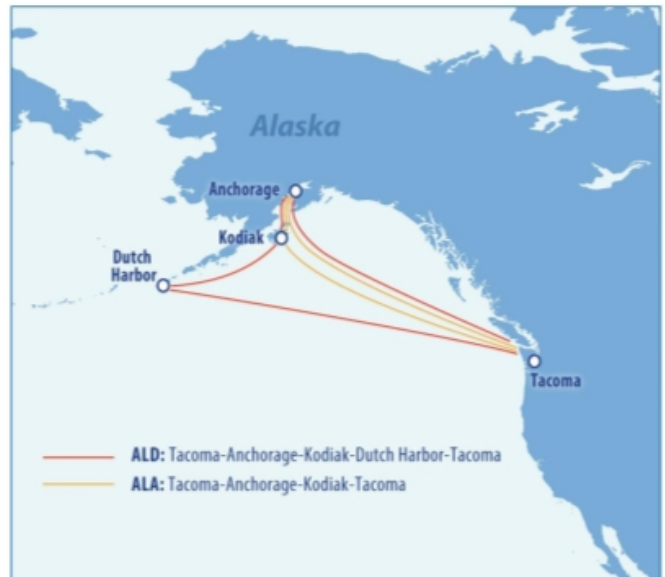 Alaska
Anchorage
Kodiak
Dutch
Harbor
Tacoma
ALD: Tacoma-Anchorage-Kodiak-Dutch Harbor-Tacoma
ALA: Tacoma-Anchorage-Kodiak-Tacoma